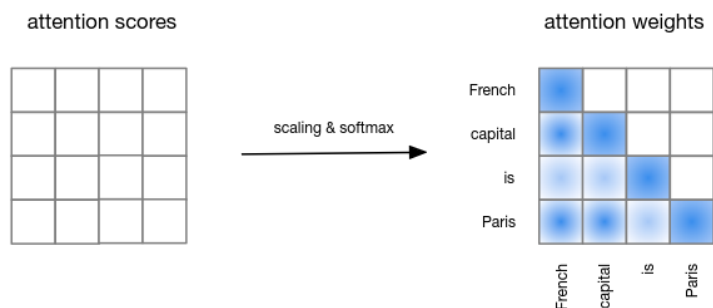 attention scores
attention weights
scaling & softmax
French
capital
is
Paris
French
capital
is
Paris